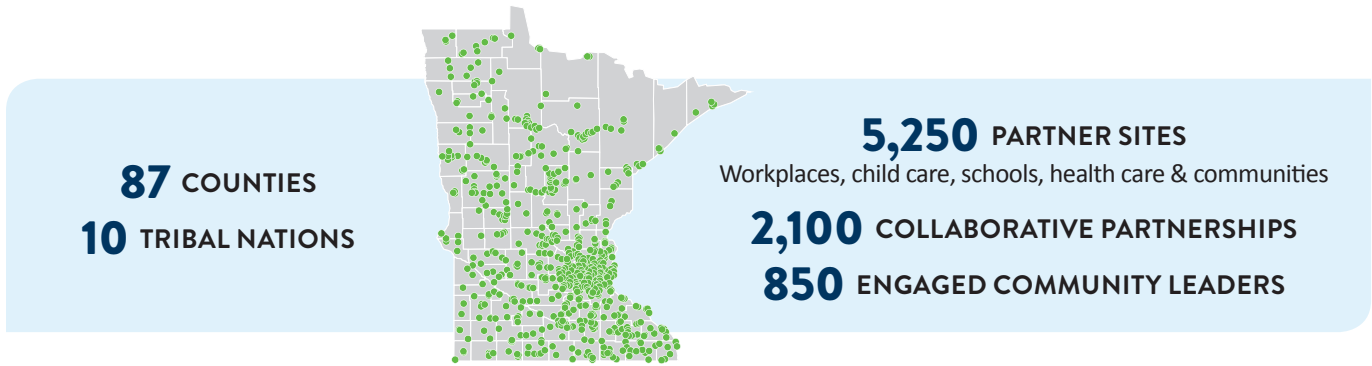 87 COUNTIES
10 TRIBAL NATIONS
5,250 PARTNER SITES
Workplaces, child care, schools, health care & communities
2,100 COLLABORATIVE PARTNERSHIPS
850 ENGAGED COMMUNITY LEADERS